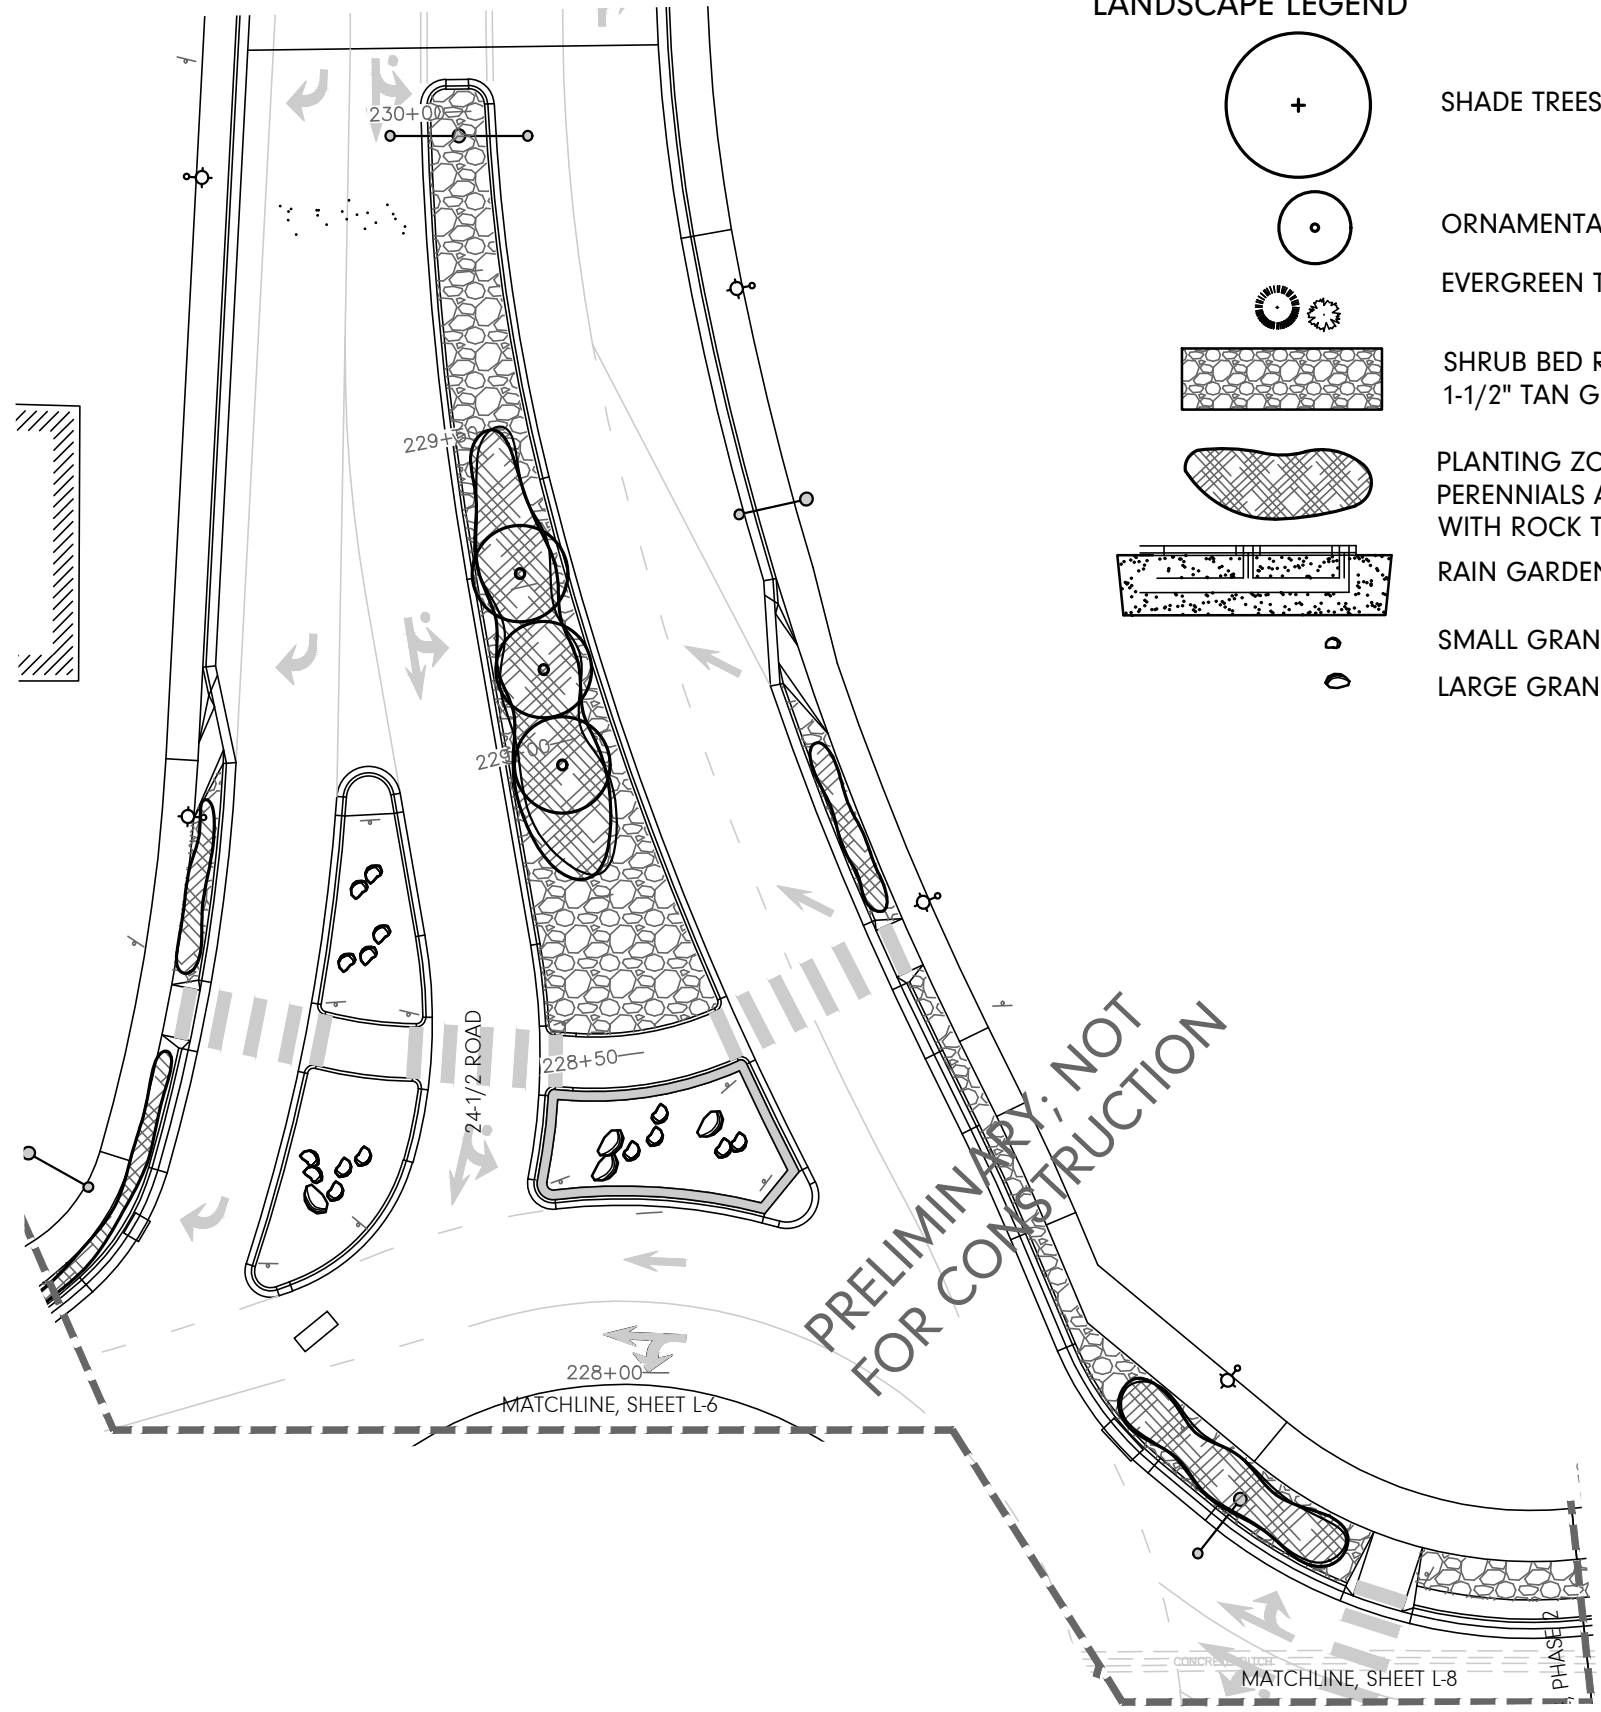 LANDSCAPE LEGEND
SHADE TREES
ORNAMENTA
EVERGREEN T
SHRUB BED R
1-1/2" TAN G
PLANTING ZO
PERENNIALS A
WITH ROCK T
RAIN GARDEN
SMALL GRAN
LARGE GRAN
230+00
229+50
229+00
228+50
24-1/2 ROAD
228+00
MATCHLINE, SHEET L-6
PRELIMINARY; NOT
FOR CONSTRUCTION
CONCRETE DITCH
MATCHLINE, SHEET L-8
, PHASE 2